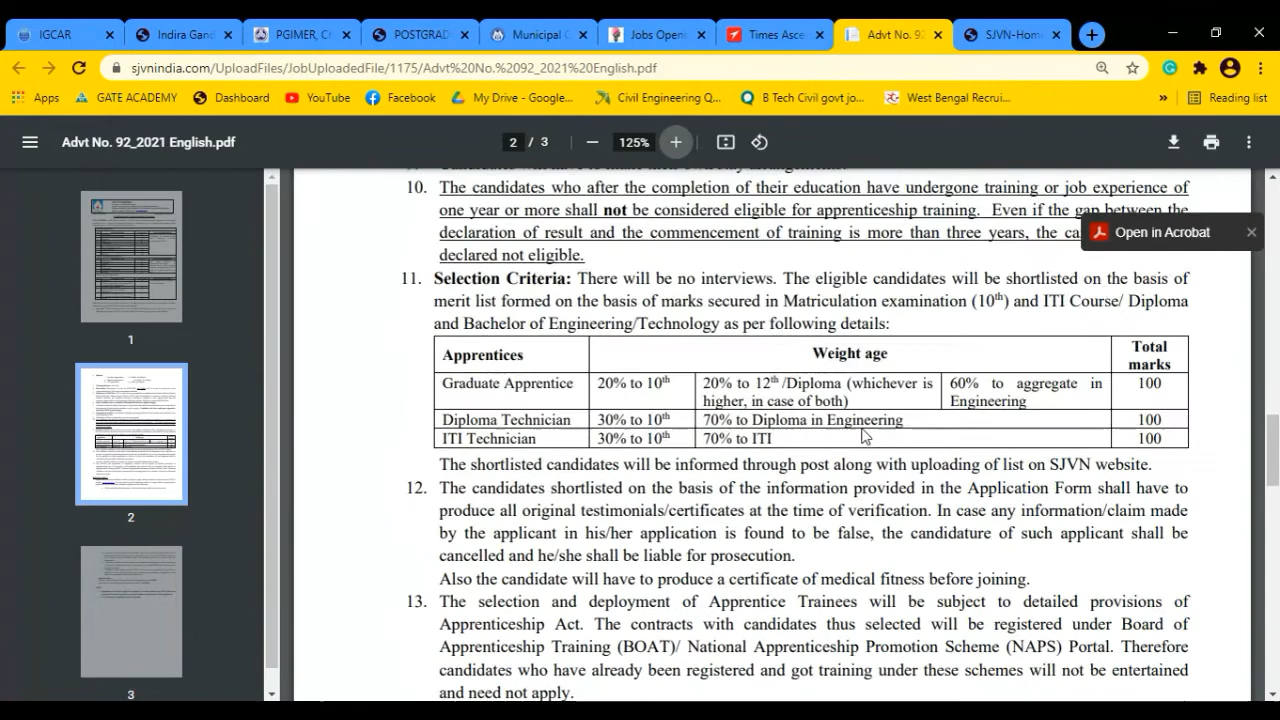 IGCAR
Indira Gand
PGIMER, C
POSTGRAD
Municipal C
Jobs Open
Times Asce
Advt No. 92
SJVN-Hom
sjvnindia.com/UploadFiles/JobUploadedFile/1175/Advt%20No.%2092_2021%20English.pdf
Apps
GATE ACADEMY
Dashboard
YouTube
Facebook
My Drive - Google...
Civil Engineering Q...
B Tech Civil govt jo...
West Bengal Recrui...
»
Reading list
Advt No. 92_2021 English.pdf
2 / 3
125%
Open in Acrobat
1
2
3
10. The candidates who after the completion of their education have undergone training or job experience of
one year or more shall not be considered eligible for apprenticeship training. Even if the gap between the
declaration of result and the commencement of training is more than three years, the ca
declared not eligible.
11. Selection Criteria: There will be no interviews. The eligible candidates will be shortlisted on the basis of
merit list formed on the basis of marks secured in Matriculation examination (10th) and ITI Course/ Diploma
and Bachelor of Engineering/Technology as per following details:
Apprentices Weight age Total
marks
Graduate Apprentice 20% to 10th 20% to 12th /Diploma (whichever is 60% to aggregate in 100
higher, in case of both) Engineering
Diploma Technician 30% to 10th 70% to Diploma in Engineering 100
ITI Technician 30% to 10th 70% to ITI 100
The shortlisted candidates will be informed through post along with uploading of list on SJVN website.
12. The candidates shortlisted on the basis of the information provided in the Application Form shall have to
produce all original testimonials/certificates at the time of verification. In case any information/claim made
by the applicant in his/her application is found to be false, the candidature of such applicant shall be
cancelled and he/she shall be liable for prosecution.
Also the candidate will have to produce a certificate of medical fitness before joining.
13. The selection and deployment of Apprentice Trainees will be subject to detailed provisions of
Apprenticeship Act. The contracts with candidates thus selected will be registered under Board of
Apprenticeship Training (BOAT)/ National Apprenticeship Promotion Scheme (NAPS) Portal. Therefore
candidates who have already been registered and got training under these schemes will not be entertained
and need not apply.